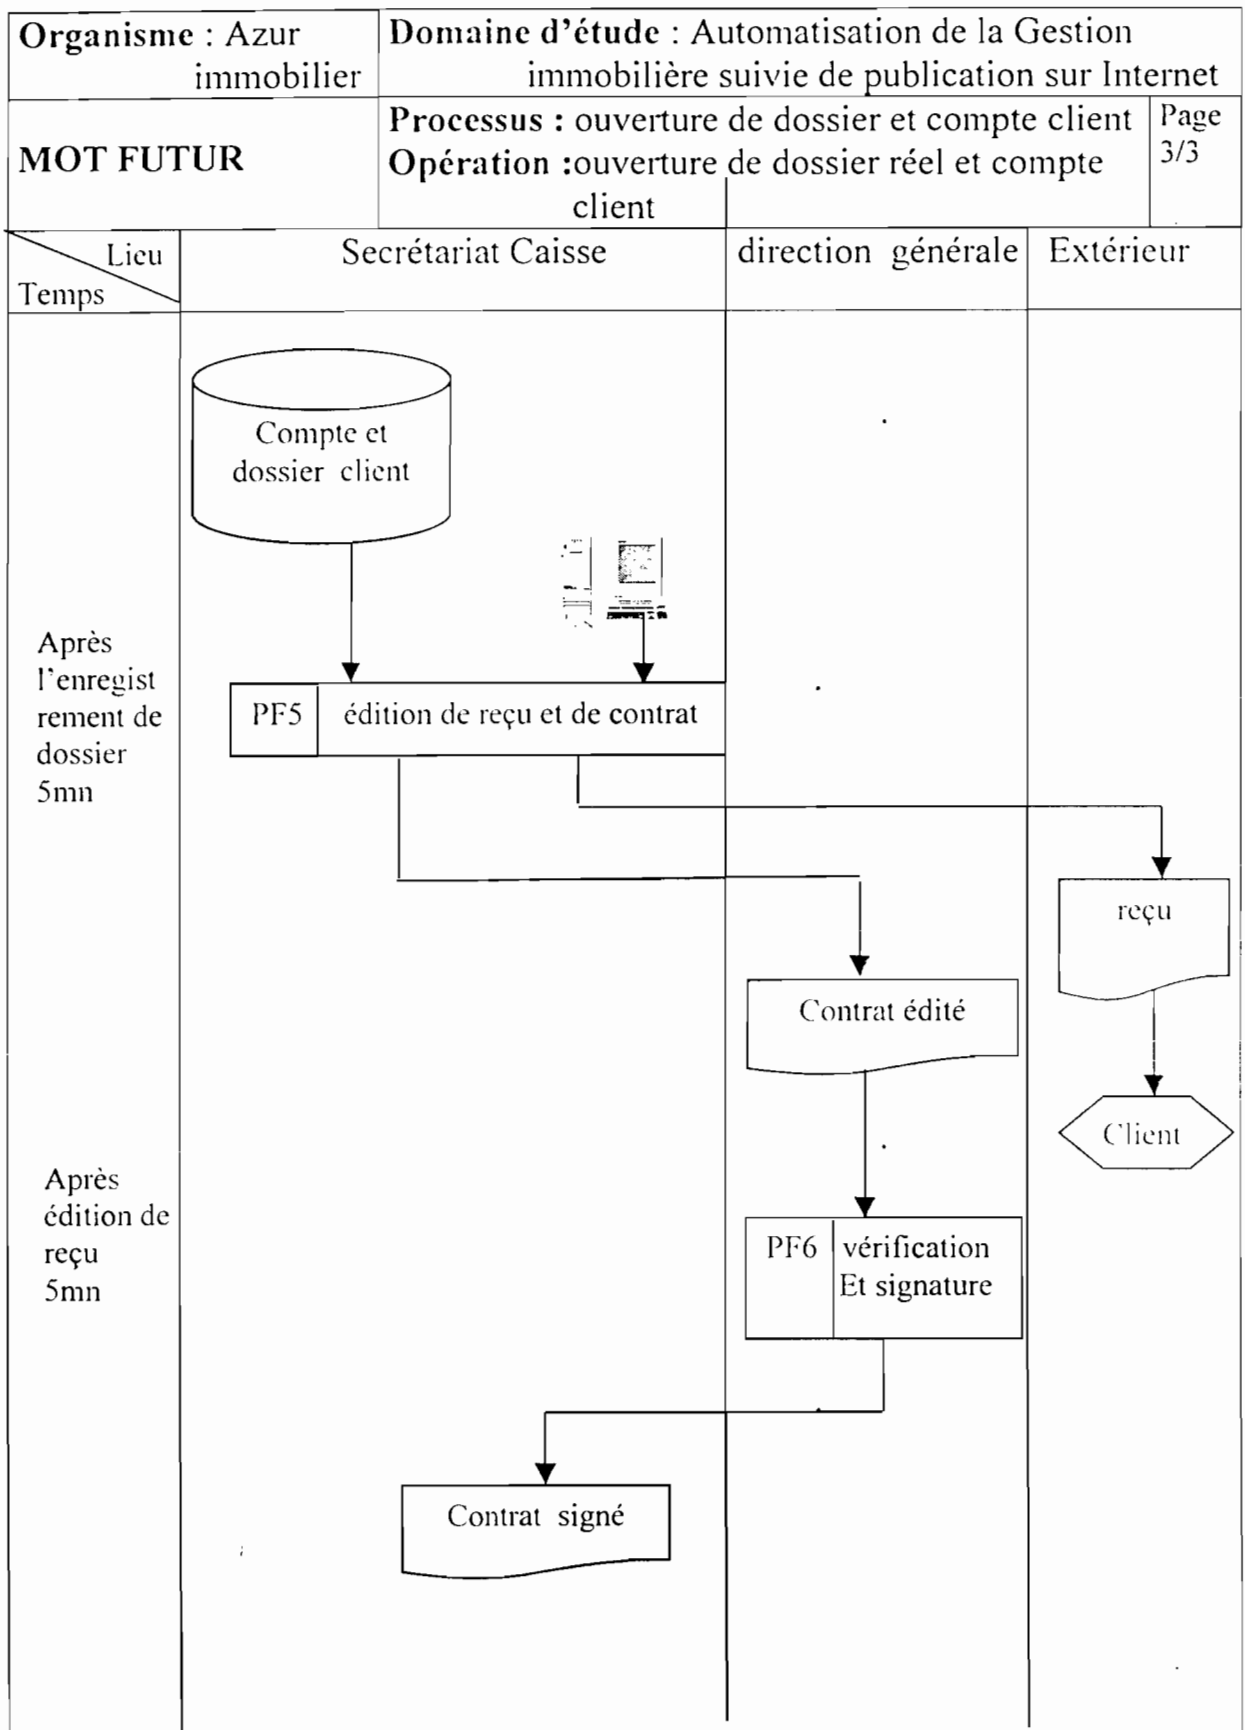 Organisme : Azur
immobilier
Domaine d'étude : Automatisation de la Gestion
immobilière suivie de publication sur Internet
MOT FUTUR
Processus : ouverture de dossier et compte client
Opération :ouverture de dossier réel et compte
client
Page
3/3
Lieu
Temps
Secrétariat Caisse
direction générale
Extérieur
Compte et
dossier client
Après
l'enregist
rement de
dossier
5mn
PF5
édition de reçu et de contrat
reçu
Contrat édité
Client
Après
édition de
reçu
5mn
PF6
vérification
Et signature
Contrat signé